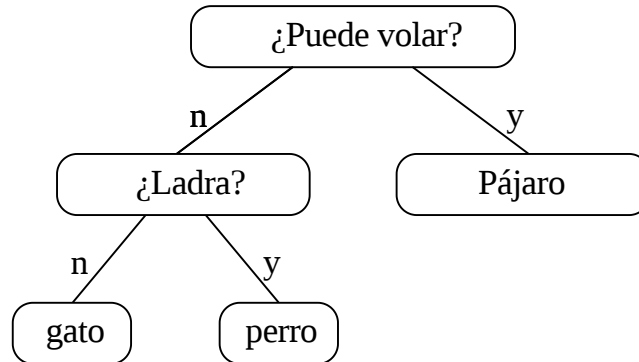 ¿Puede volar?
n
y
¿Ladra?
Pájaro
n
y
gato
perro